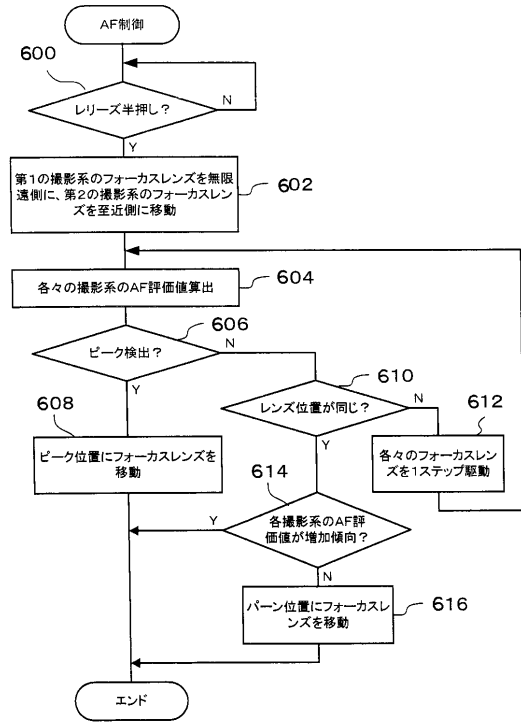 AF制御
600
レリーズ半押し？
N
Y
第1の撮影系のフォーカスレンズを無限
遠側に、第2の撮影系のフォーカスレン
ズを至近側に移動
602
各々の撮影系のAF評価値算出
604
606
ピーク検出？
N
Y
610
レンズ位置が同じ？
N
Y
612
各々のフォーカスレン
ズを1ステップ駆動
608
ピーク位置にフォーカスレンズを
移動
614
各撮影系のAF評
価値が増加傾向？
Y
N
パーン位置にフォーカスレ
ンズを移動
616
エンド